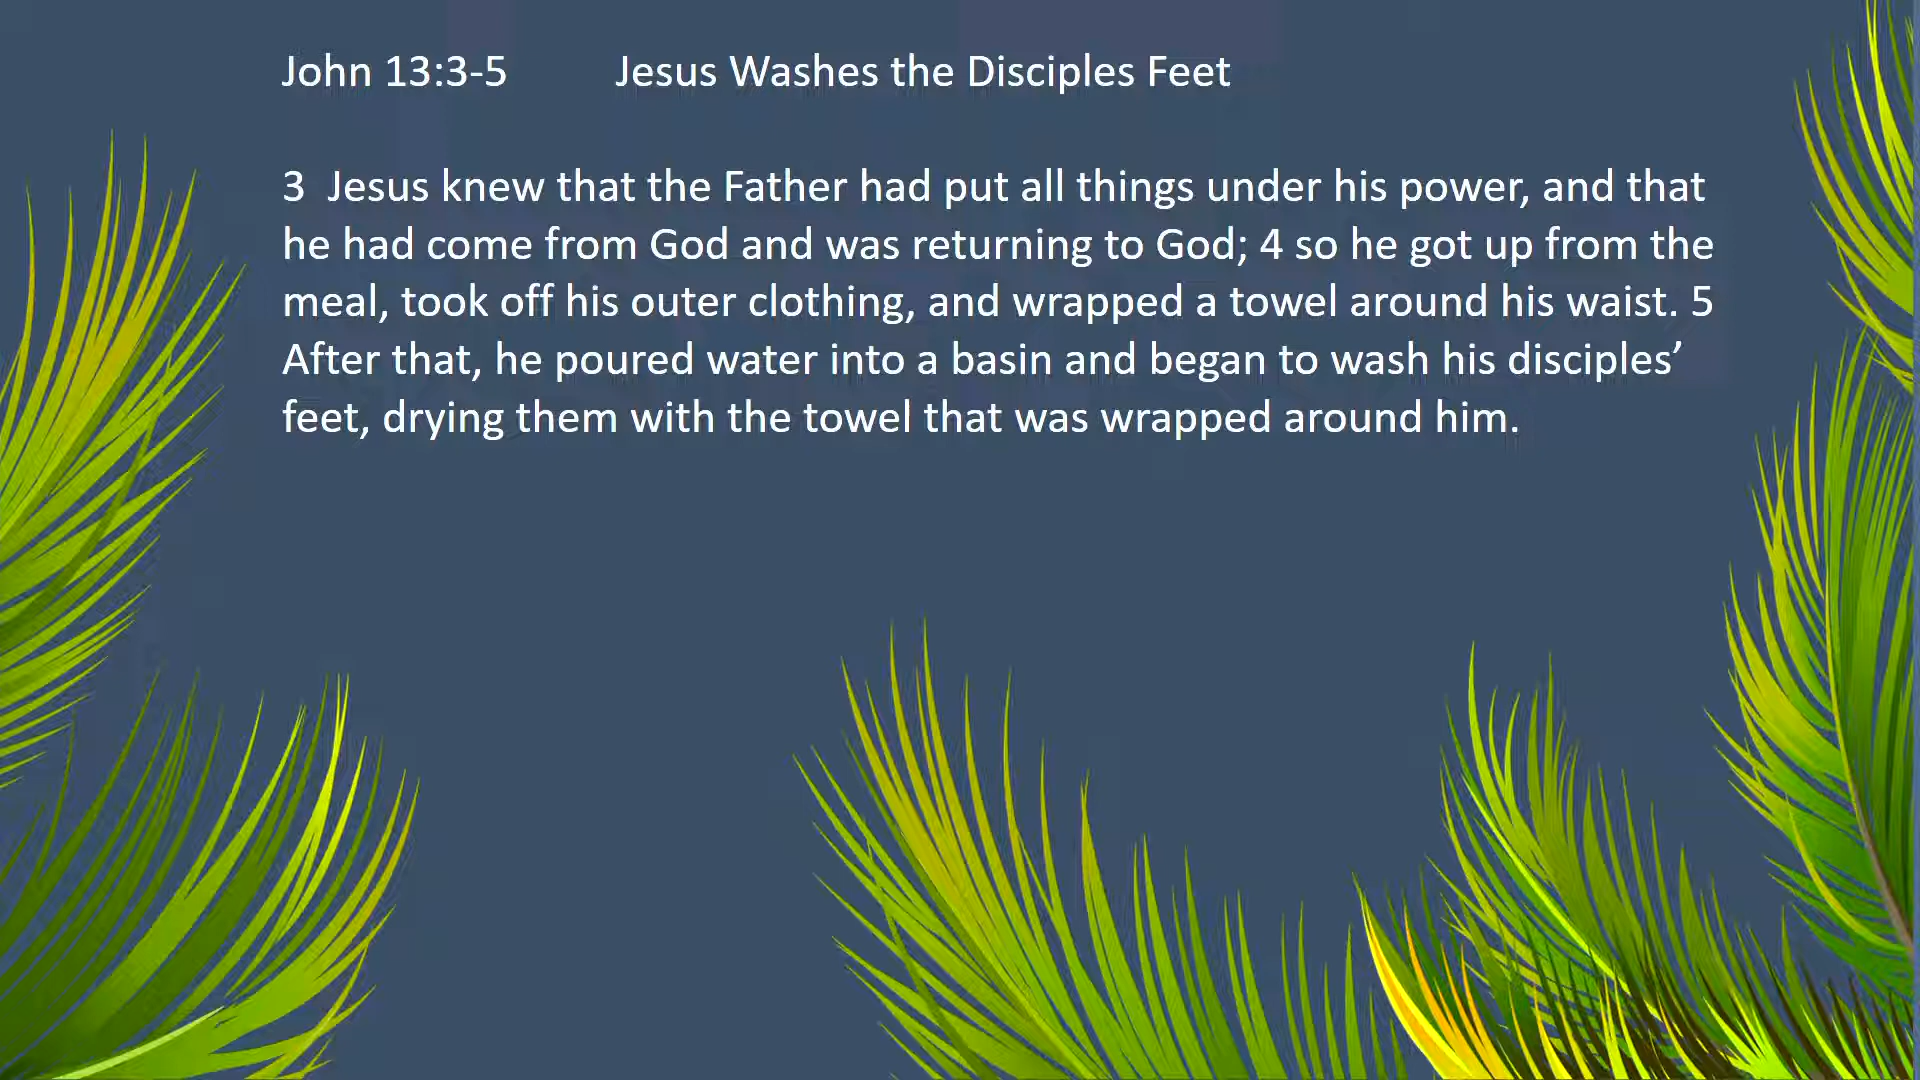 John 13:3-5 Jesus Washes the Disciples Feet
3 Jesus knew that the Father had put all things under his power, and that
he had come from God and was returning to God; 4 so he got up from the
meal, took off his outer clothing, and wrapped a towel around his waist. 5
After that, he poured water into a basin and began to wash his disciples’
feet, drying them with the towel that was wrapped around him.